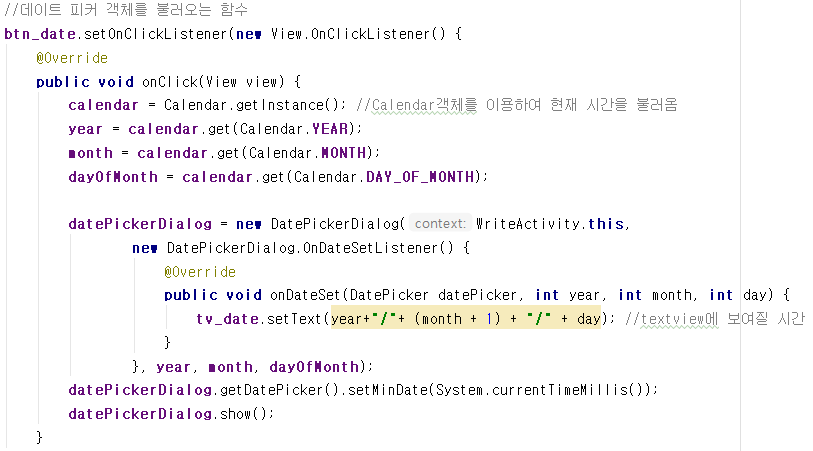 //데이트 피커 객체를 불러오는 함수
btn_date.setOnClickListener(new View.OnClickListener() {
@Override
public void onClick(View view) {
calendar = Calendar.getInstance(); //Calendar객체를 이용하여 현재 시간을 불러옴
year = calendar.get(Calendar.YEAR);
month = calendar.get(Calendar.MONTH);
dayOfMonth = calendar.get(Calendar.DAY_OF_MONTH);
datePickerDialog = new DatePickerDialog( context: WriteActivity.this,
new DatePickerDialog.OnDateSetListener() {
@Override
public void onDateSet(DatePicker datePicker, int year, int month, int day) {
tv_date.setText(year+"/"+ (month + 1) + "/" + day); //textview에 보여질 시간
}
}, year, month, dayOfMonth);
datePickerDialog.getDatePicker().setMinDate(System.currentTimeMillis());
datePickerDialog.show();
}